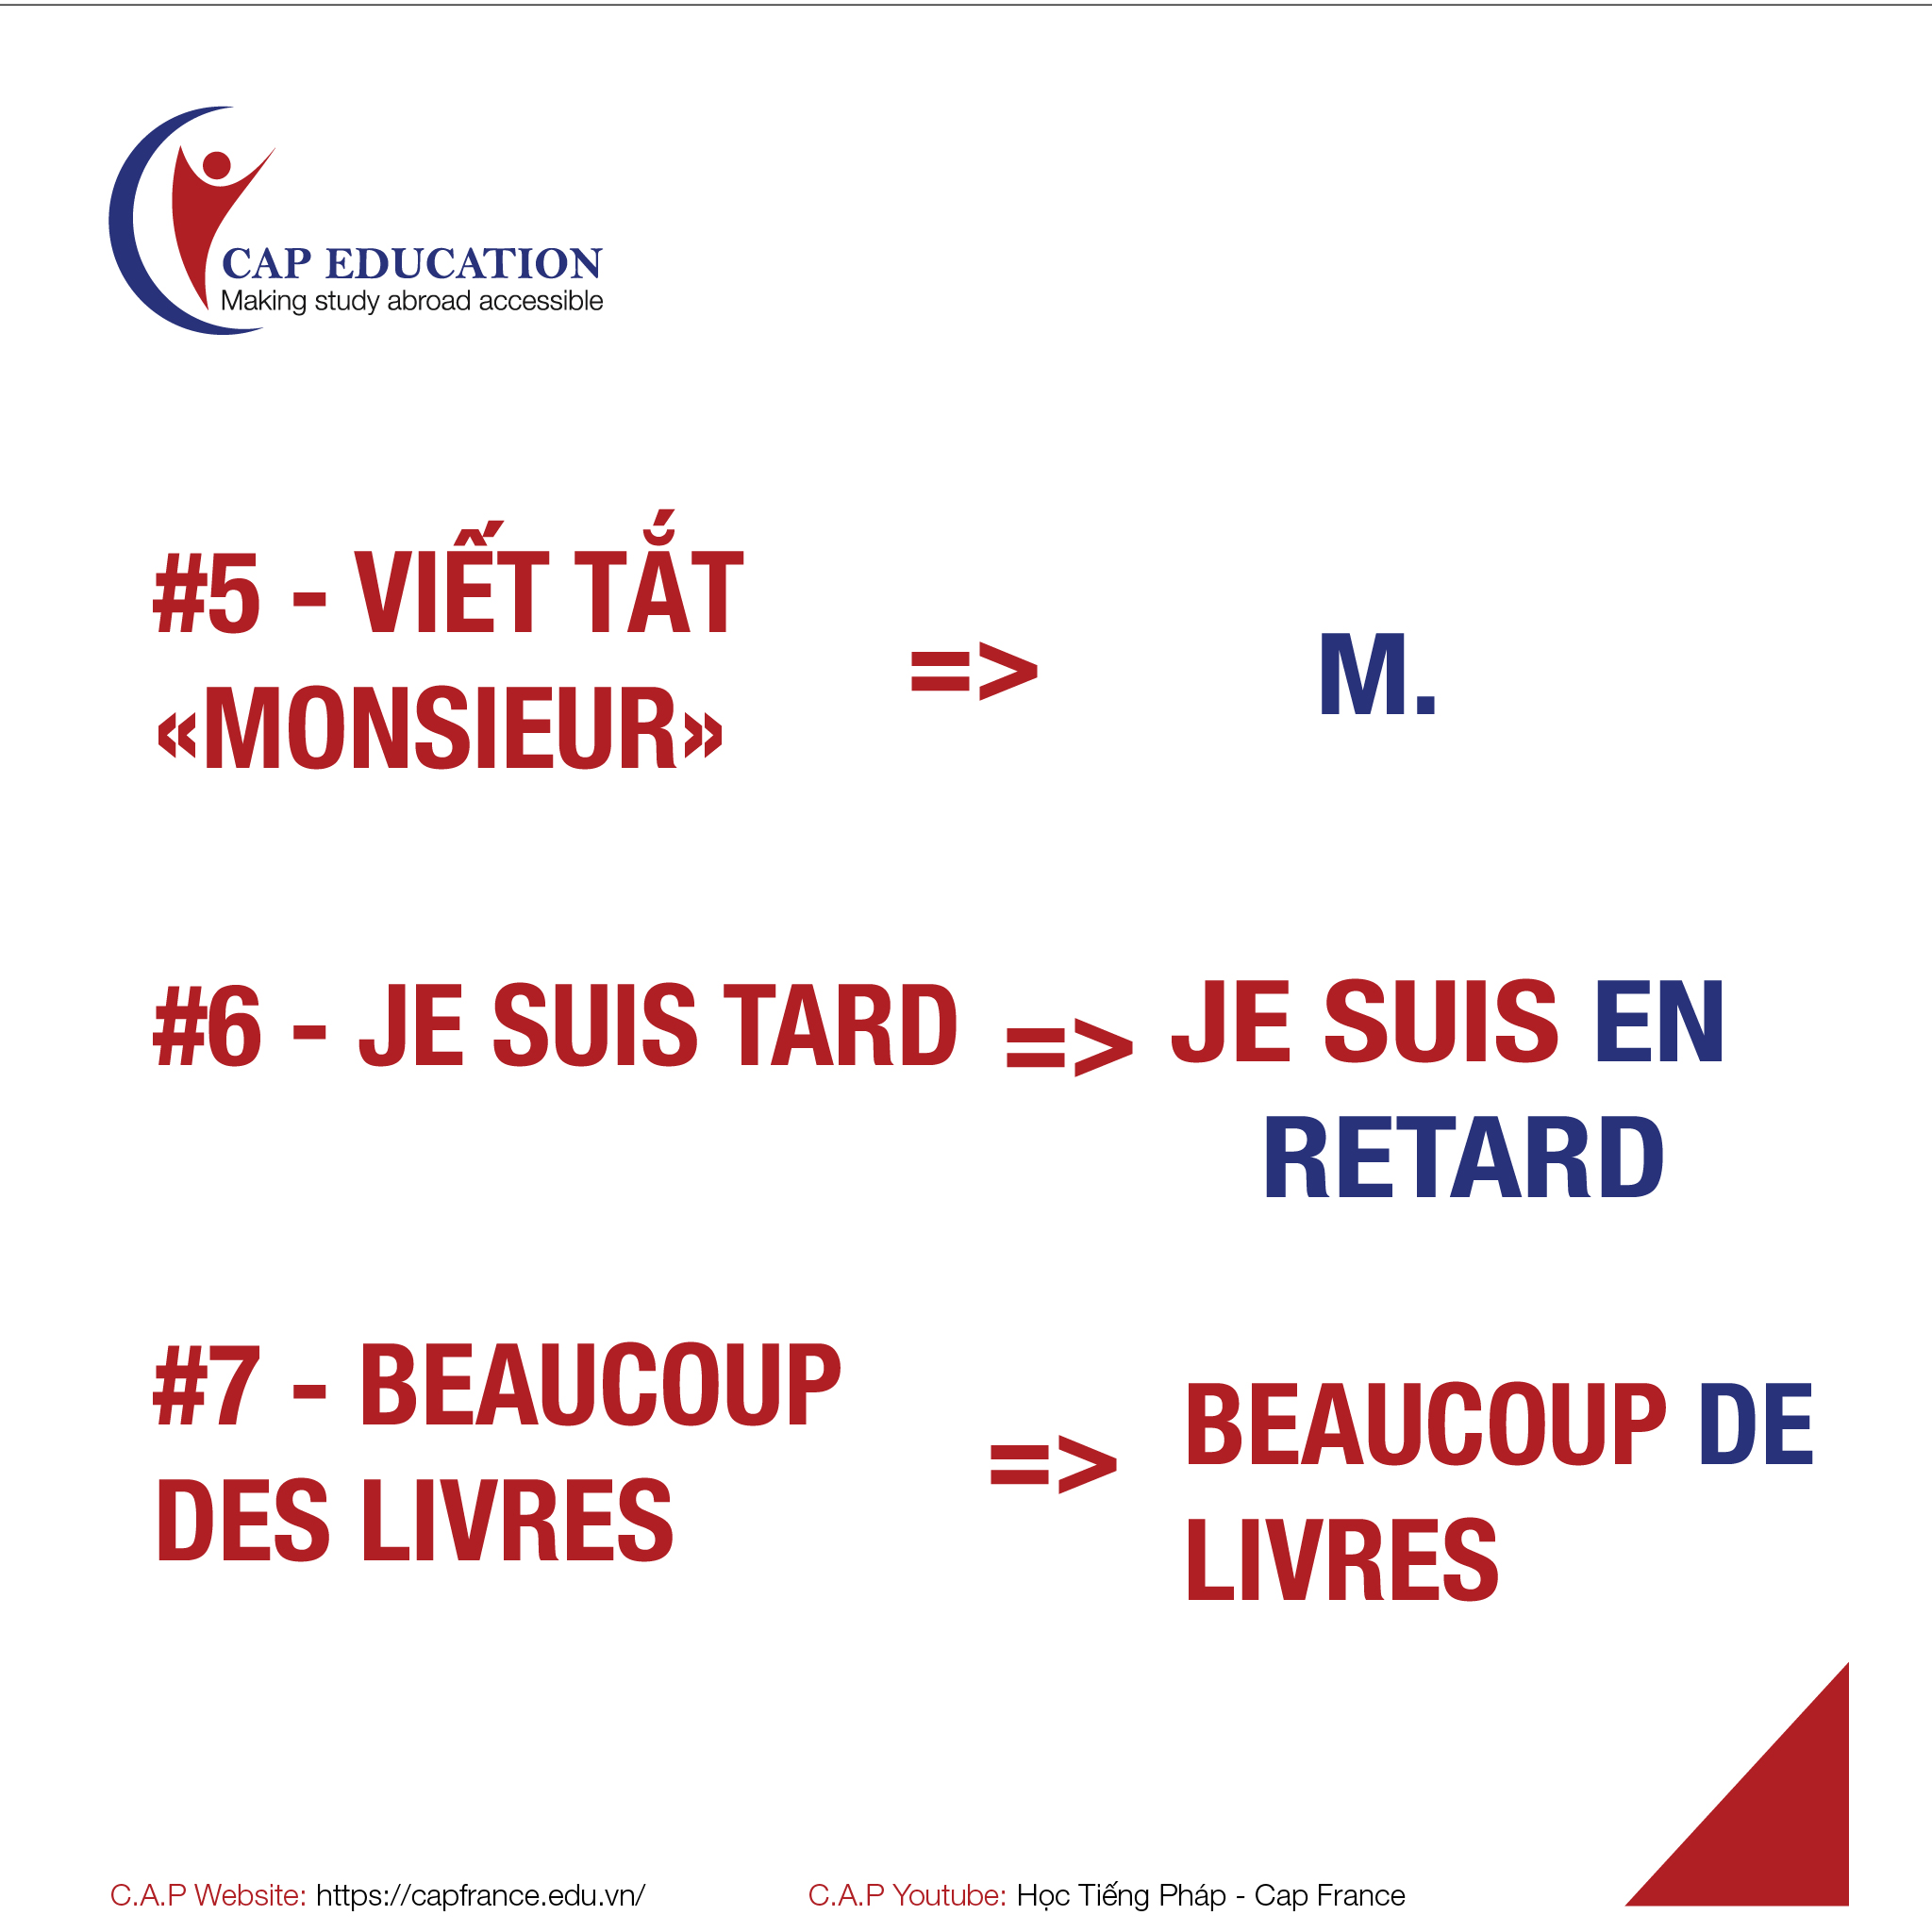 CAP EDUCATION
Making study abroad accessible
#5 - VIẾT TẮT
«MONSIEUR»
=>
M.
#6 - JE SUIS TARD
=>
JE SUIS EN
RETARD
#7 - BEAUCOUP
DES LIVRES
=>
BEAUCOUP DE
LIVRES
C.A.P Website: https://capfrance.edu.vn/
C.A.P Youtube: Học Tiếng Pháp - Cap France